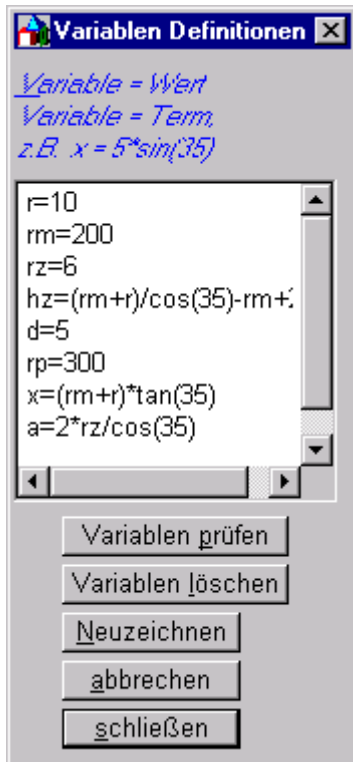 Variablen Definitionen
Variable = Wert
Variable = Term,
z.B. x = 5*sin(35)
r=10
rm=200
rz=6
hz=(rm+r)/cos(35)-rm+
d=5
rp=300
x=(rm+r)*tan(35)
a=2*rz/cos(35)
Variablen prüfen
Variablen löschen
Neuzeichnen
abbrechen
schließen